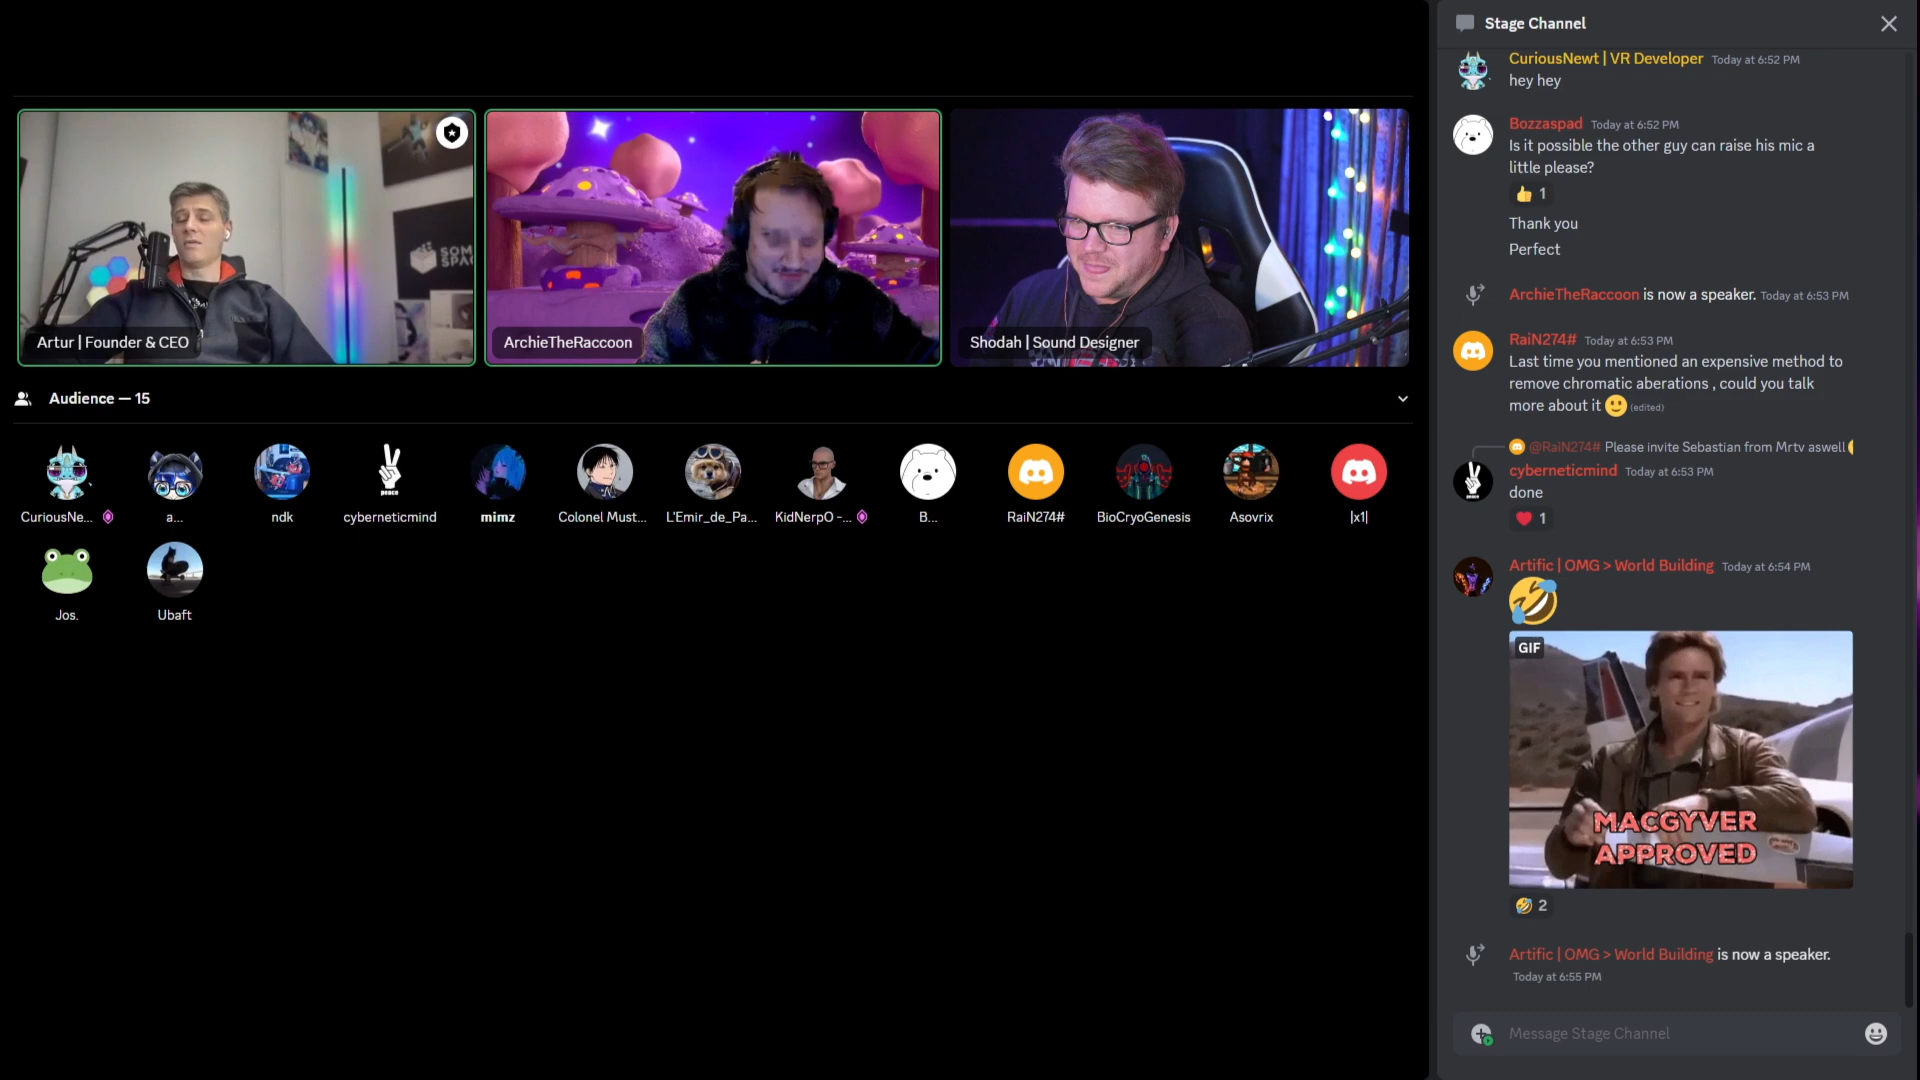 SOM
SPA
Artur | Founder & CEO
ArchieTheRaccoon
Shodah | Sound Designer
Audience — 15
CuriousNe...
a...
ndk
cyberneticmind
mimz
Colonel Must...
L'Emir_de_Pa...
KidNerpO -...
B...
RaiN274#
BioCryoGenesis
Asovrix
|x1|
Jos.
Ubaft
Stage Channel
CuriousNewt | VR Developer Today at 6:52 PM
hey hey
Bozzaspad Today at 6:52 PM
Is it possible the other guy can raise his mic a
little please?
1
Thank you
Perfect
ArchieTheRaccoon is now a speaker. Today at 6:53 PM
RaiN274# Today at 6:53 PM
Last time you mentioned an expensive method to
remove chromatic aberations , could you talk
more about it (edited)
@RaiN274# Please invite Sebastian from Mrtv aswell
cyberneticmind Today at 6:53 PM
done
1
Artific | OMG > World Building Today at 6:54 PM
GIF
MACGYVER
APPROVED
2
Artific | OMG > World Building is now a speaker.
Today at 6:55 PM
Message Stage Channel